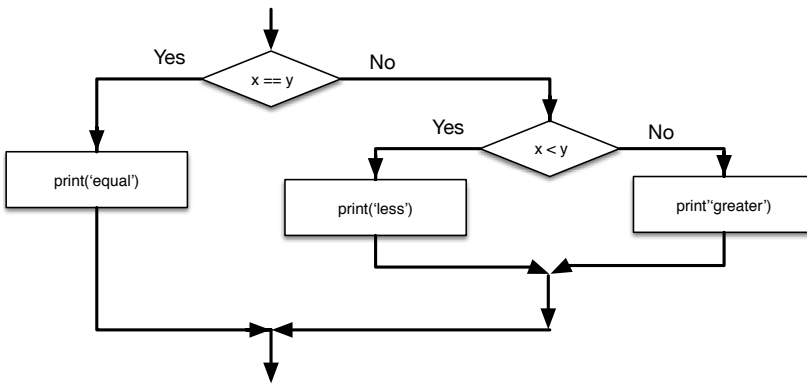 Yes
x == y
No
Yes
x < y
No
print(‘equal’)
print(‘less’)
print’‘greater’)